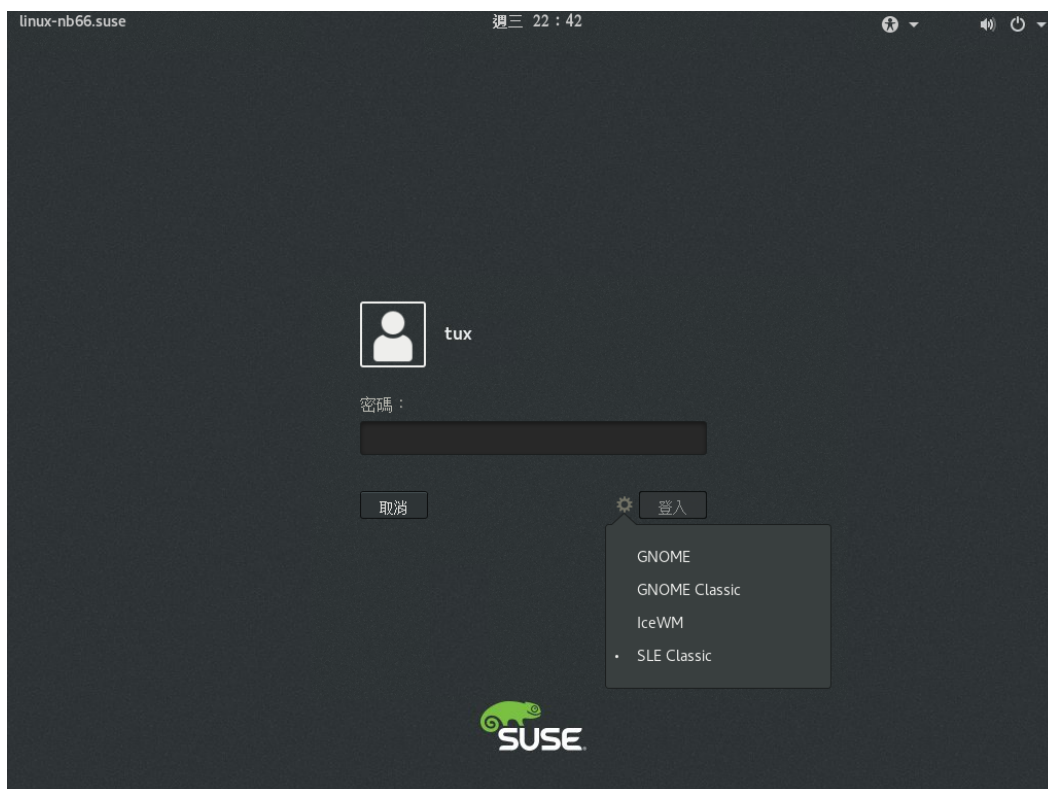 linux-nb66.suse
週三 22：42
tux
密碼：
取消
登入
GNOME
GNOME Classic
IceWM
• SLE Classic
SUSE.